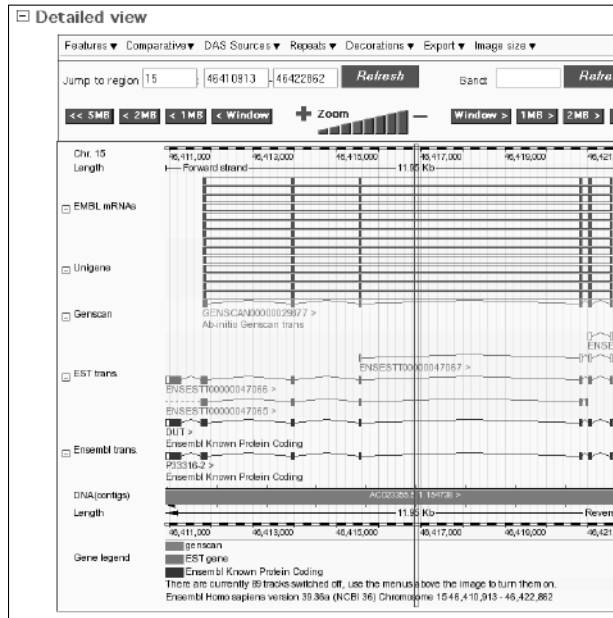 Detailed view
Features ▾ Comparative ▾ DAS Sources ▾ Repeats ▾ Decorations ▾ Export ▾ Image size ▾
Jump to region 15 : 46410913 - 46422862 Refresh Band:
<< 5MB < 2MB < 1MB < Window + Zoom - Window > 1MB > 2MB >
Chr. 15 46,411,000 46,413,000 46,415,000 46,417,000 46,419,000 46,421
Length Forward strand 11.95 Kb
EMBL mRNAs
Unigene
Genscan
GENSCAN00000029877 >
Ab-initio Genscan trans
ENSE
EST trans.
ENSESTT00000047067 >
ENSESTT00000047066 >
ENSESTT00000047065 >
DUT >
Ensembl Known Protein Coding
Ensembl trans.
P33316-2 >
Ensembl Known Protein Coding
DNA(contigs)
Length 11.95 Kb Rever
46,411,000 46,413,000 46,415,000 46,417,000 46,419,000 46,421
genscan
Gene legend EST gene
Ensembl Known Protein Coding
There are currently 89 tracks switched off, use the menus above the image to turn them on.
Ensembl Homo sapiens version 39.36a (NCBI 36) Chromosome 15 46,410,913 - 46,422,862